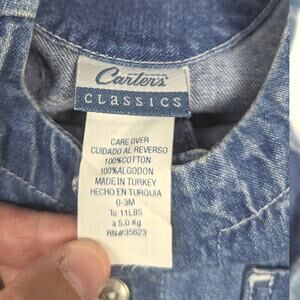 Carter's
CLASSICS
CARE OVER
CUIDADO AL REVERSO
100%COTTON
100%ALGODON
MADE IN TURKEY
HECHO EN TURQUIA
0-3M
To 11LBS
a 5.0 Kg
RN#35623